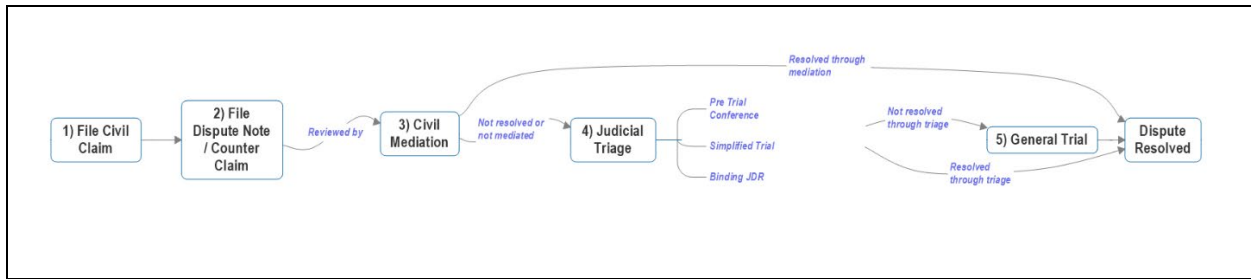 1) File Civil
Claim
2) File
Dispute Note
/ Counter
Claim
Reviewed by
3) Civil
Mediation
Resolved through
mediation
Not resolved or
not mediated
4) Judicial
Triage
Pre Trial
Conference
Simplified Trial
Binding JDR
Not resolved
through triage
Resolved
through triage
5) General Trial
Dispute
Resolved